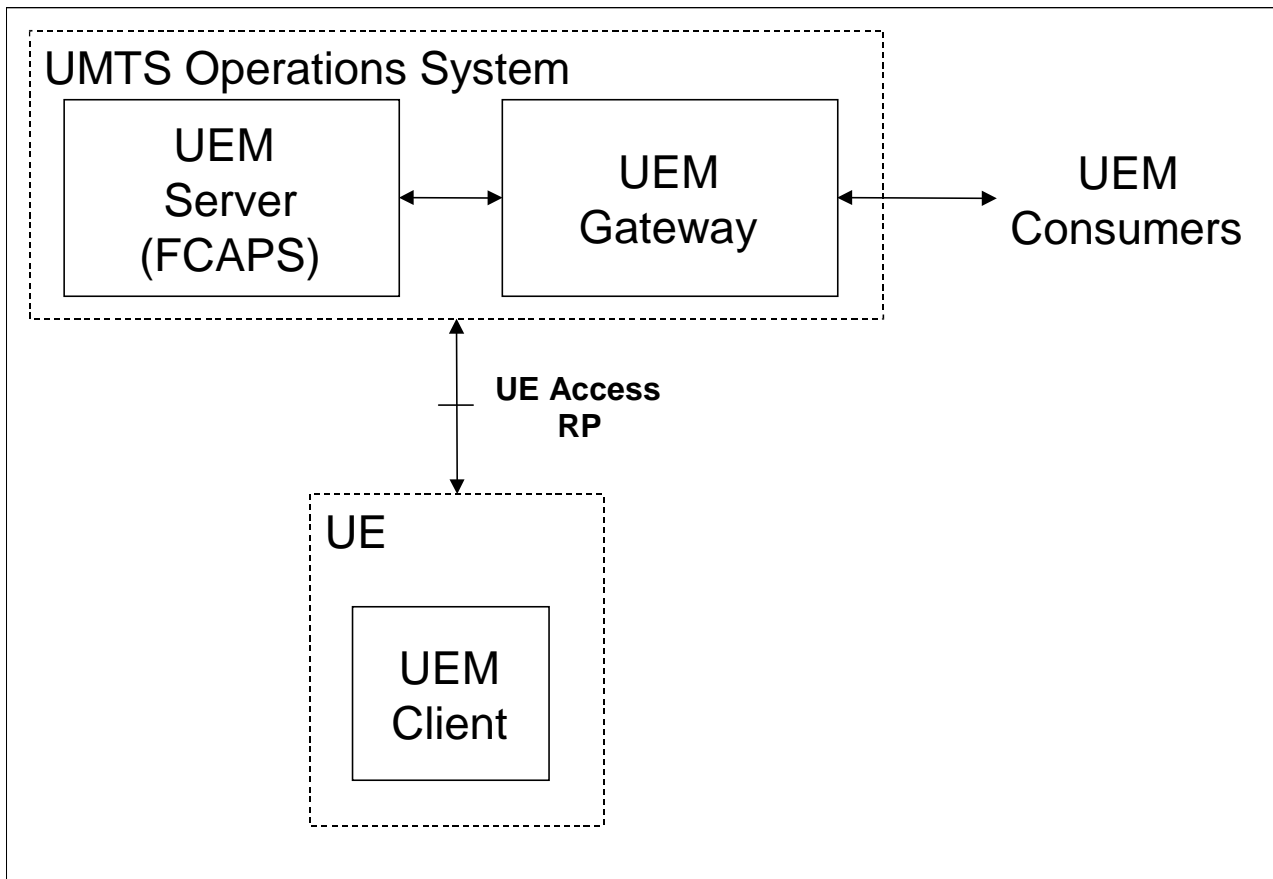 UMTS Operations System
UEM
Server
(FCAPS)
UEM
Gateway
UEM
Consumers
UE Access
RP
UE
UEM
Client